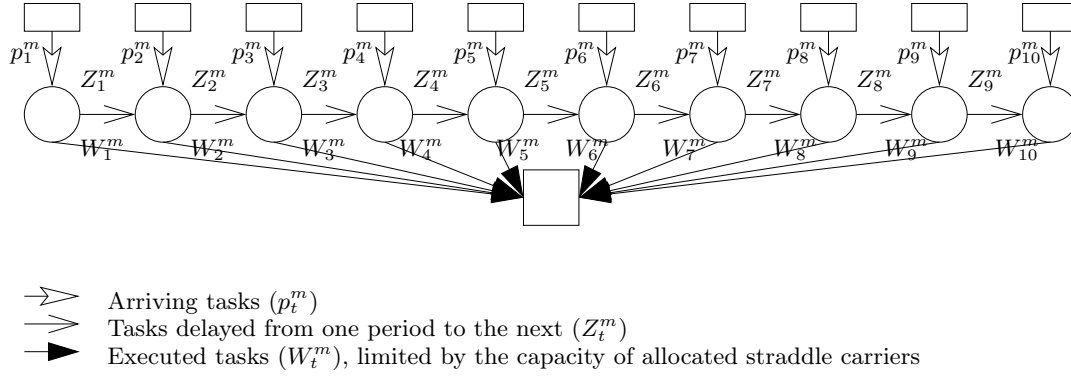 p_1^m p_2^m p_3^m p_4^m p_5^m p_6^m p_7^m p_8^m p_9^m p_10^m
Z_1^m Z_2^m Z_3^m Z_4^m Z_5^m Z_6^m Z_7^m Z_8^m Z_9^m
W_1^m W_2^m W_3^m W_4^m W_5^m W_6^m W_7^m W_8^m W_9^m W_10^m
Arriving tasks (p_t^m)
Tasks delayed from one period to the next (Z_t^m)
Executed tasks (W_t^m), limited by the capacity of allocated straddle carriers